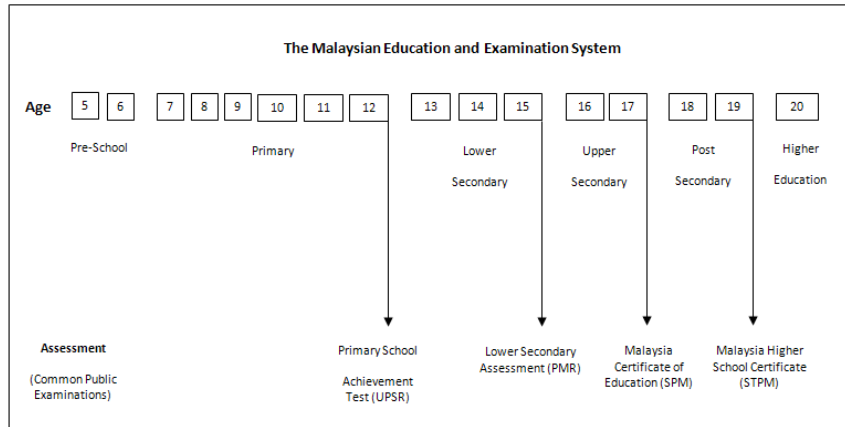 The Malaysian Education and Examination System
Age 5 6 7 8 9 10 11 12 13 14 15 16 17 18 19 20
Pre-School Primary Lower Upper Post Higher
Secondary Secondary Secondary Education
Assessment Primary School Lower Secondary Malaysia Malaysia Higher
Assessment (PMR) Certificate of School Certificate
(Common Public Achievement Education (SPM) (STPM)
Examinations) Test (UPSR)